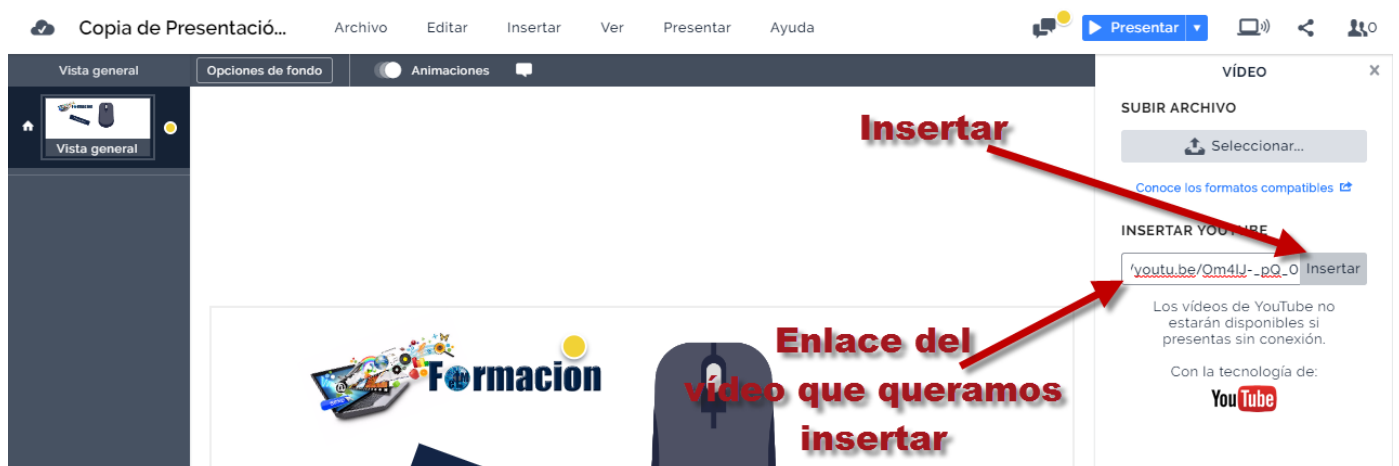 Copia de Presentació...
Archivo
Editar
Insertar
Ver
Presentar
Ayuda
Presentar
0
Vista general
Opciones de fondo
Animaciones
VÍDEO
X
Vista general
SUBIR ARCHIVO
Seleccionar...
Conoce los formatos compatibles
Insertar
INSERTAR YOUTUBE
/youtu.be/Om4IJ-_pQ_0
Insertar
Los vídeos de YouTube no
estarán disponibles si
presentas sin conexión.
Con la tecnología de:
YouTube
Formacion
Enlace del
vídeo que queramos
insertar